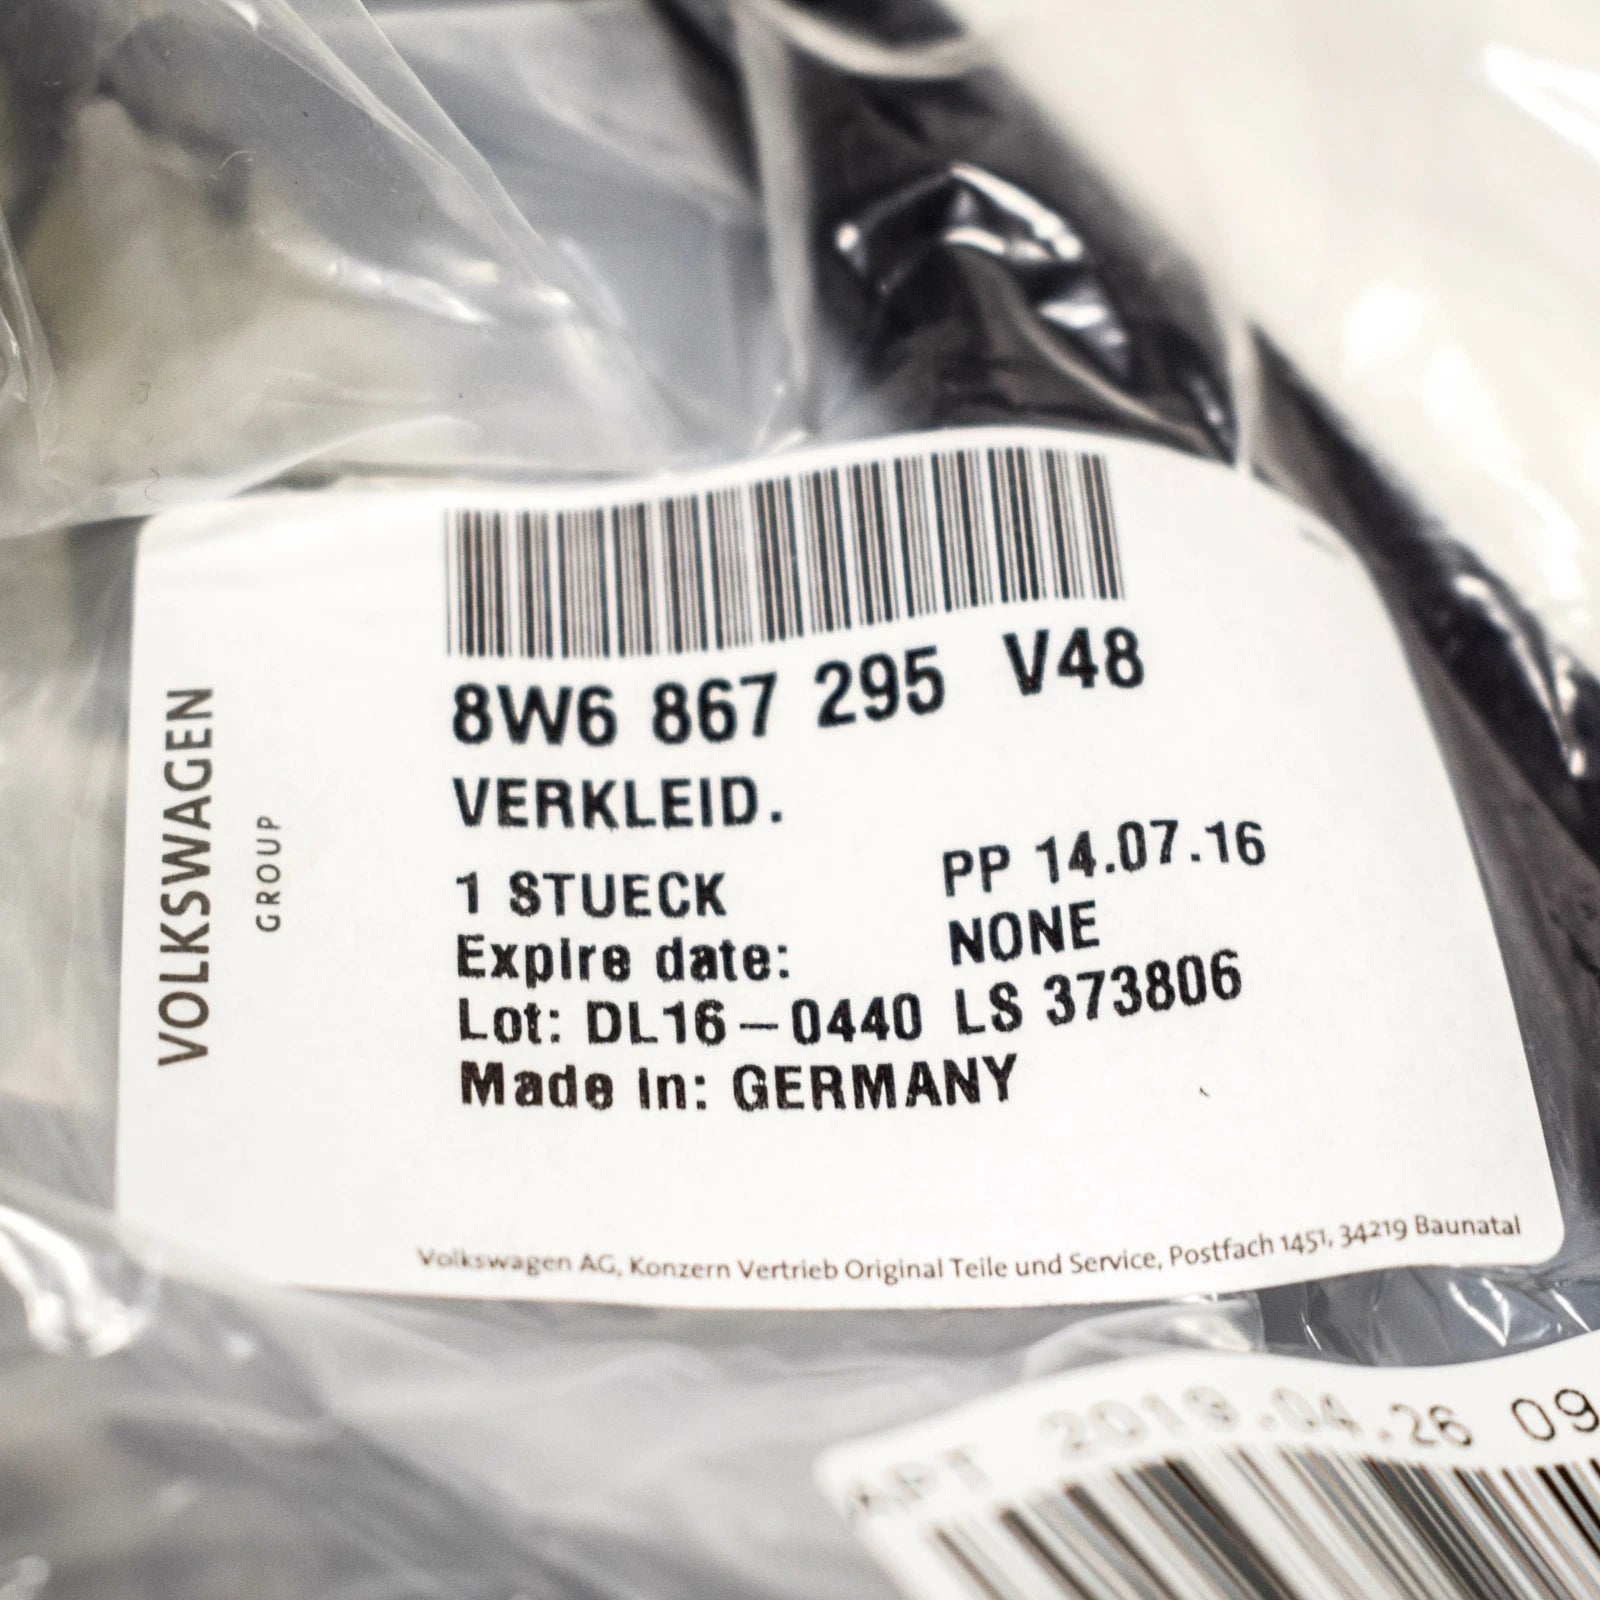 VOLKSWAGEN
GROUP
8W6 867 295 V48
VERKLEID.
1 STUECK PP 14.07.16
Expire date: NONE
Lot: DL16-0440 LS 373806
Made in: GERMANY
Volkswagen AG, Konzern Vertrieb Original Teile und Service, Postfach 1451, 34219 Baunatal
2019.04.26 09